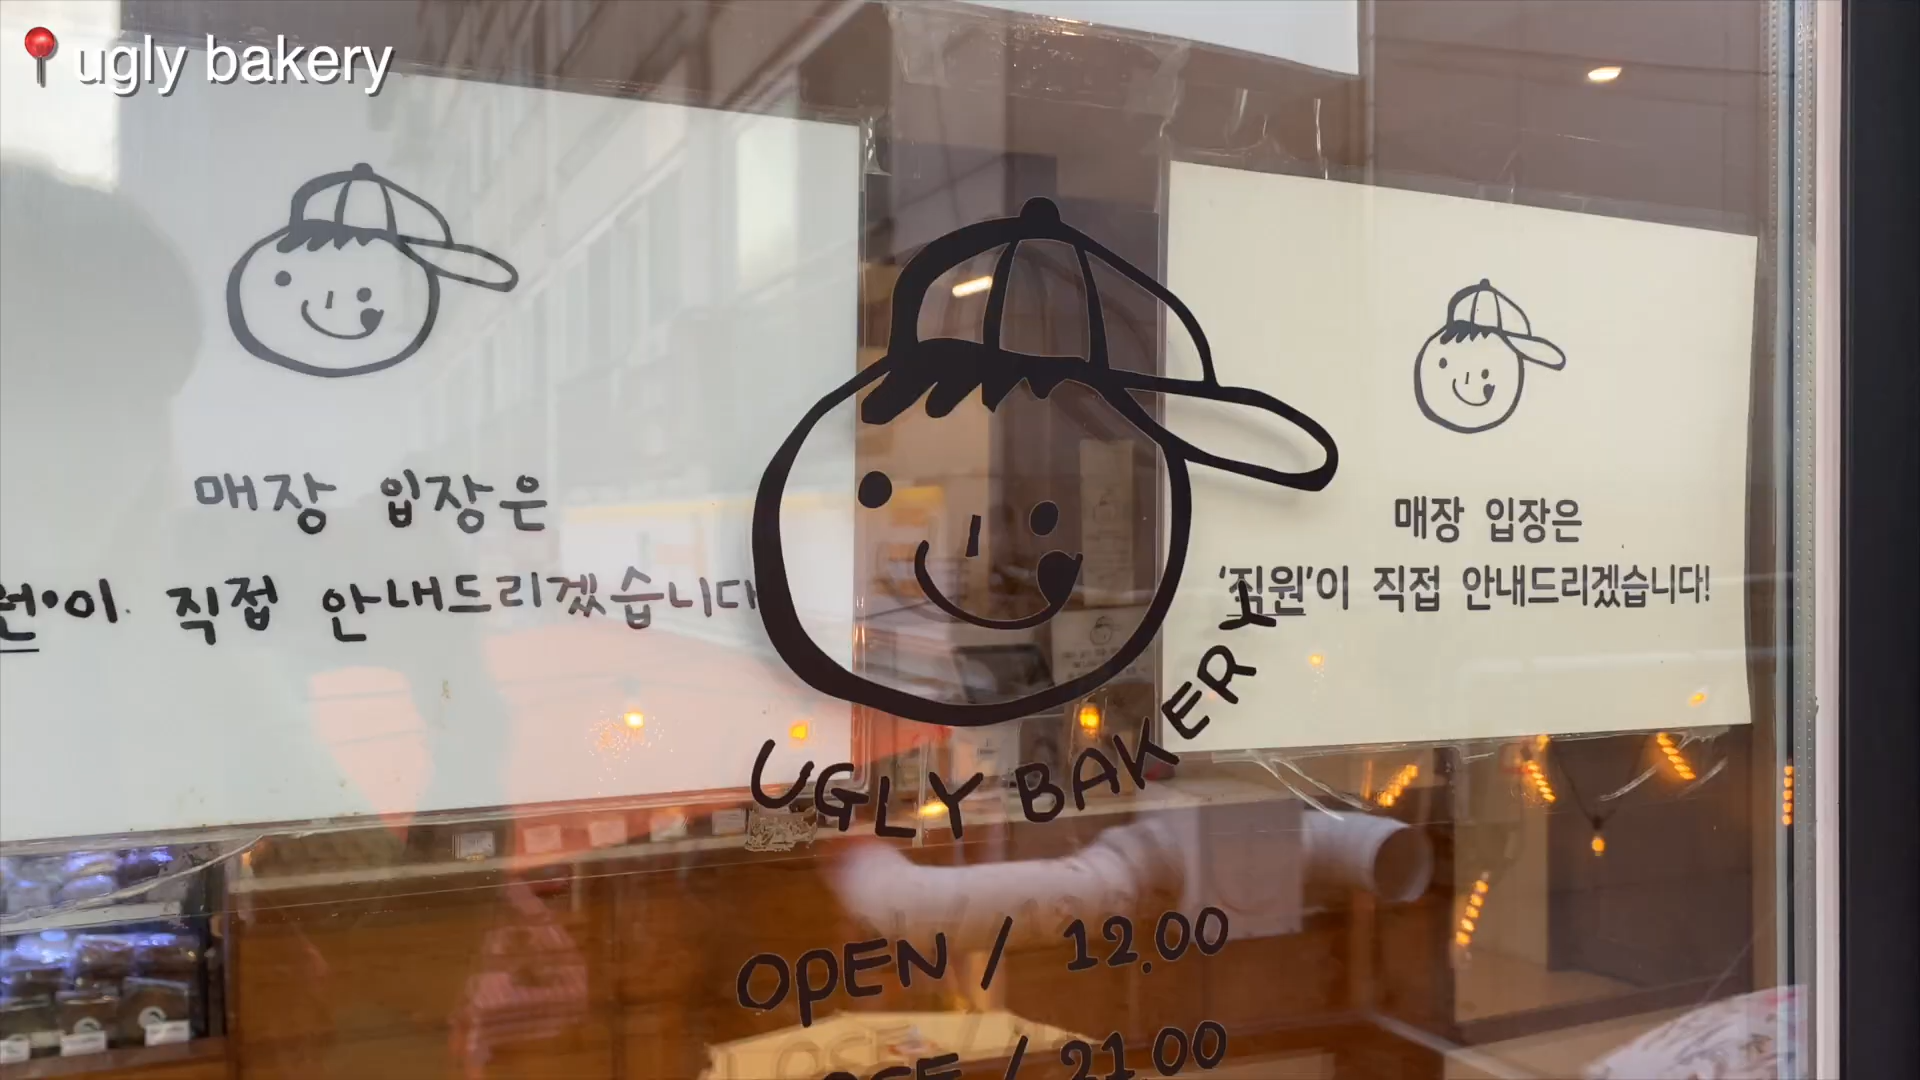 ugly bakery
매장 입장은
직접 안내드리겠습니다
매장 입장은
'직원'이 직접 안내드리겠습니다!
UGLY BAKERY
OPEN / 12.00
/ 21.00